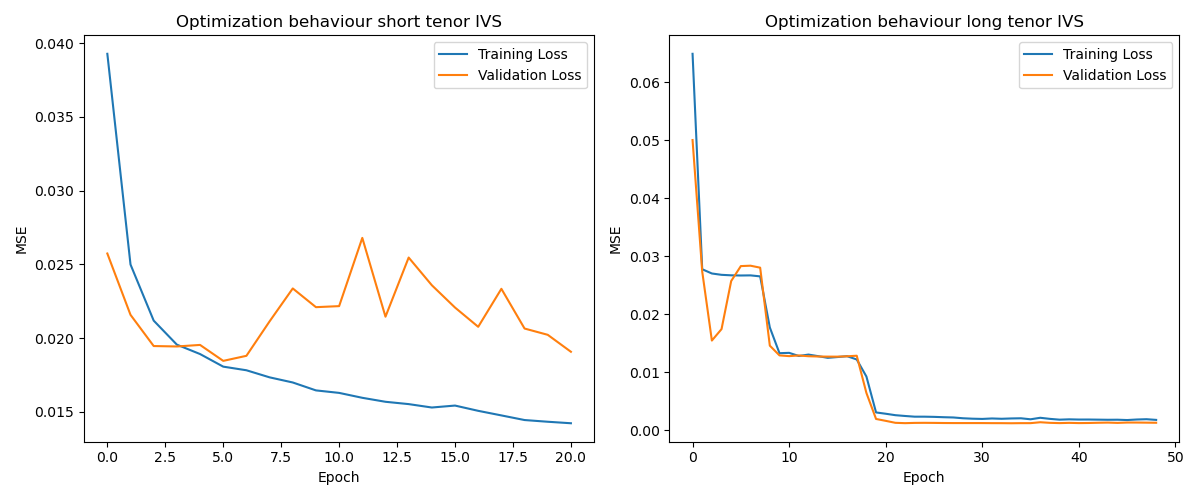 Optimization behaviour short tenor IVS
MSE
0.040
0.035
0.030
0.025
0.020
0.015
Training Loss
Validation Loss
0.0 2.5 5.0 7.5 10.0 12.5 15.0 17.5 20.0
Epoch
Optimization behaviour long tenor IVS
MSE
0.06
0.05
0.04
0.03
0.02
0.01
0.00
Training Loss
Validation Loss
0 10 20 30 40 50
Epoch